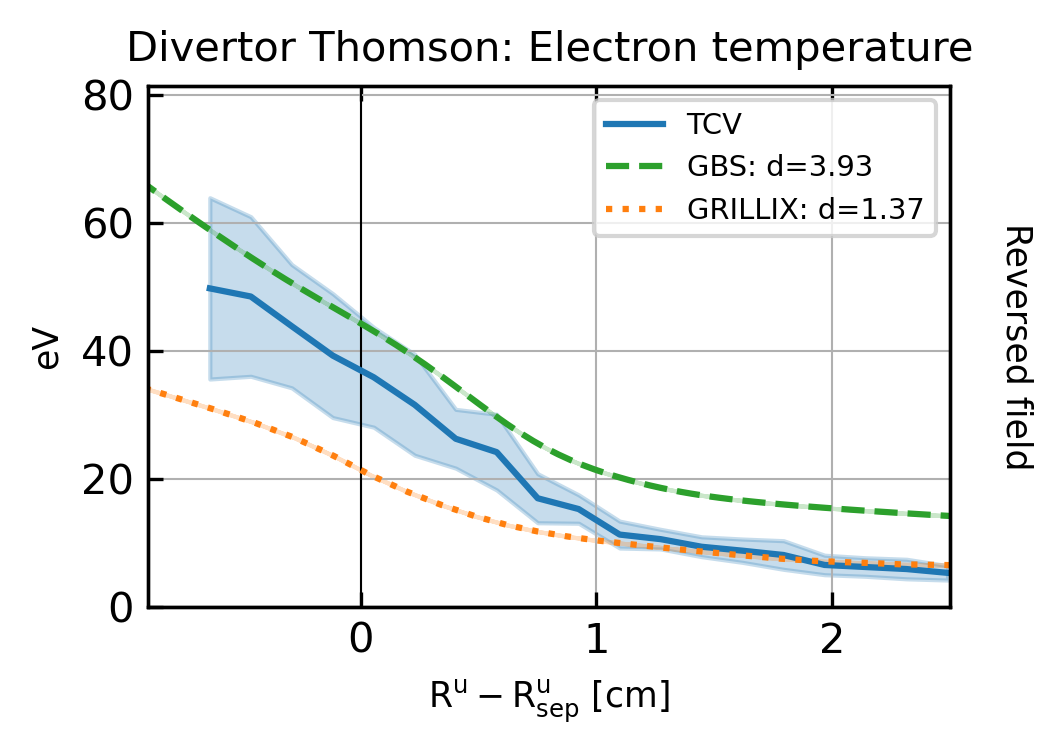 Divertor Thomson: Electron temperature
80
60
40
20
0
eV
TCV
GBS: d=3.93
GRILLIX: d=1.37
Reversed field
0 1 2
Rᵘ − Rᵘ_sep [cm]